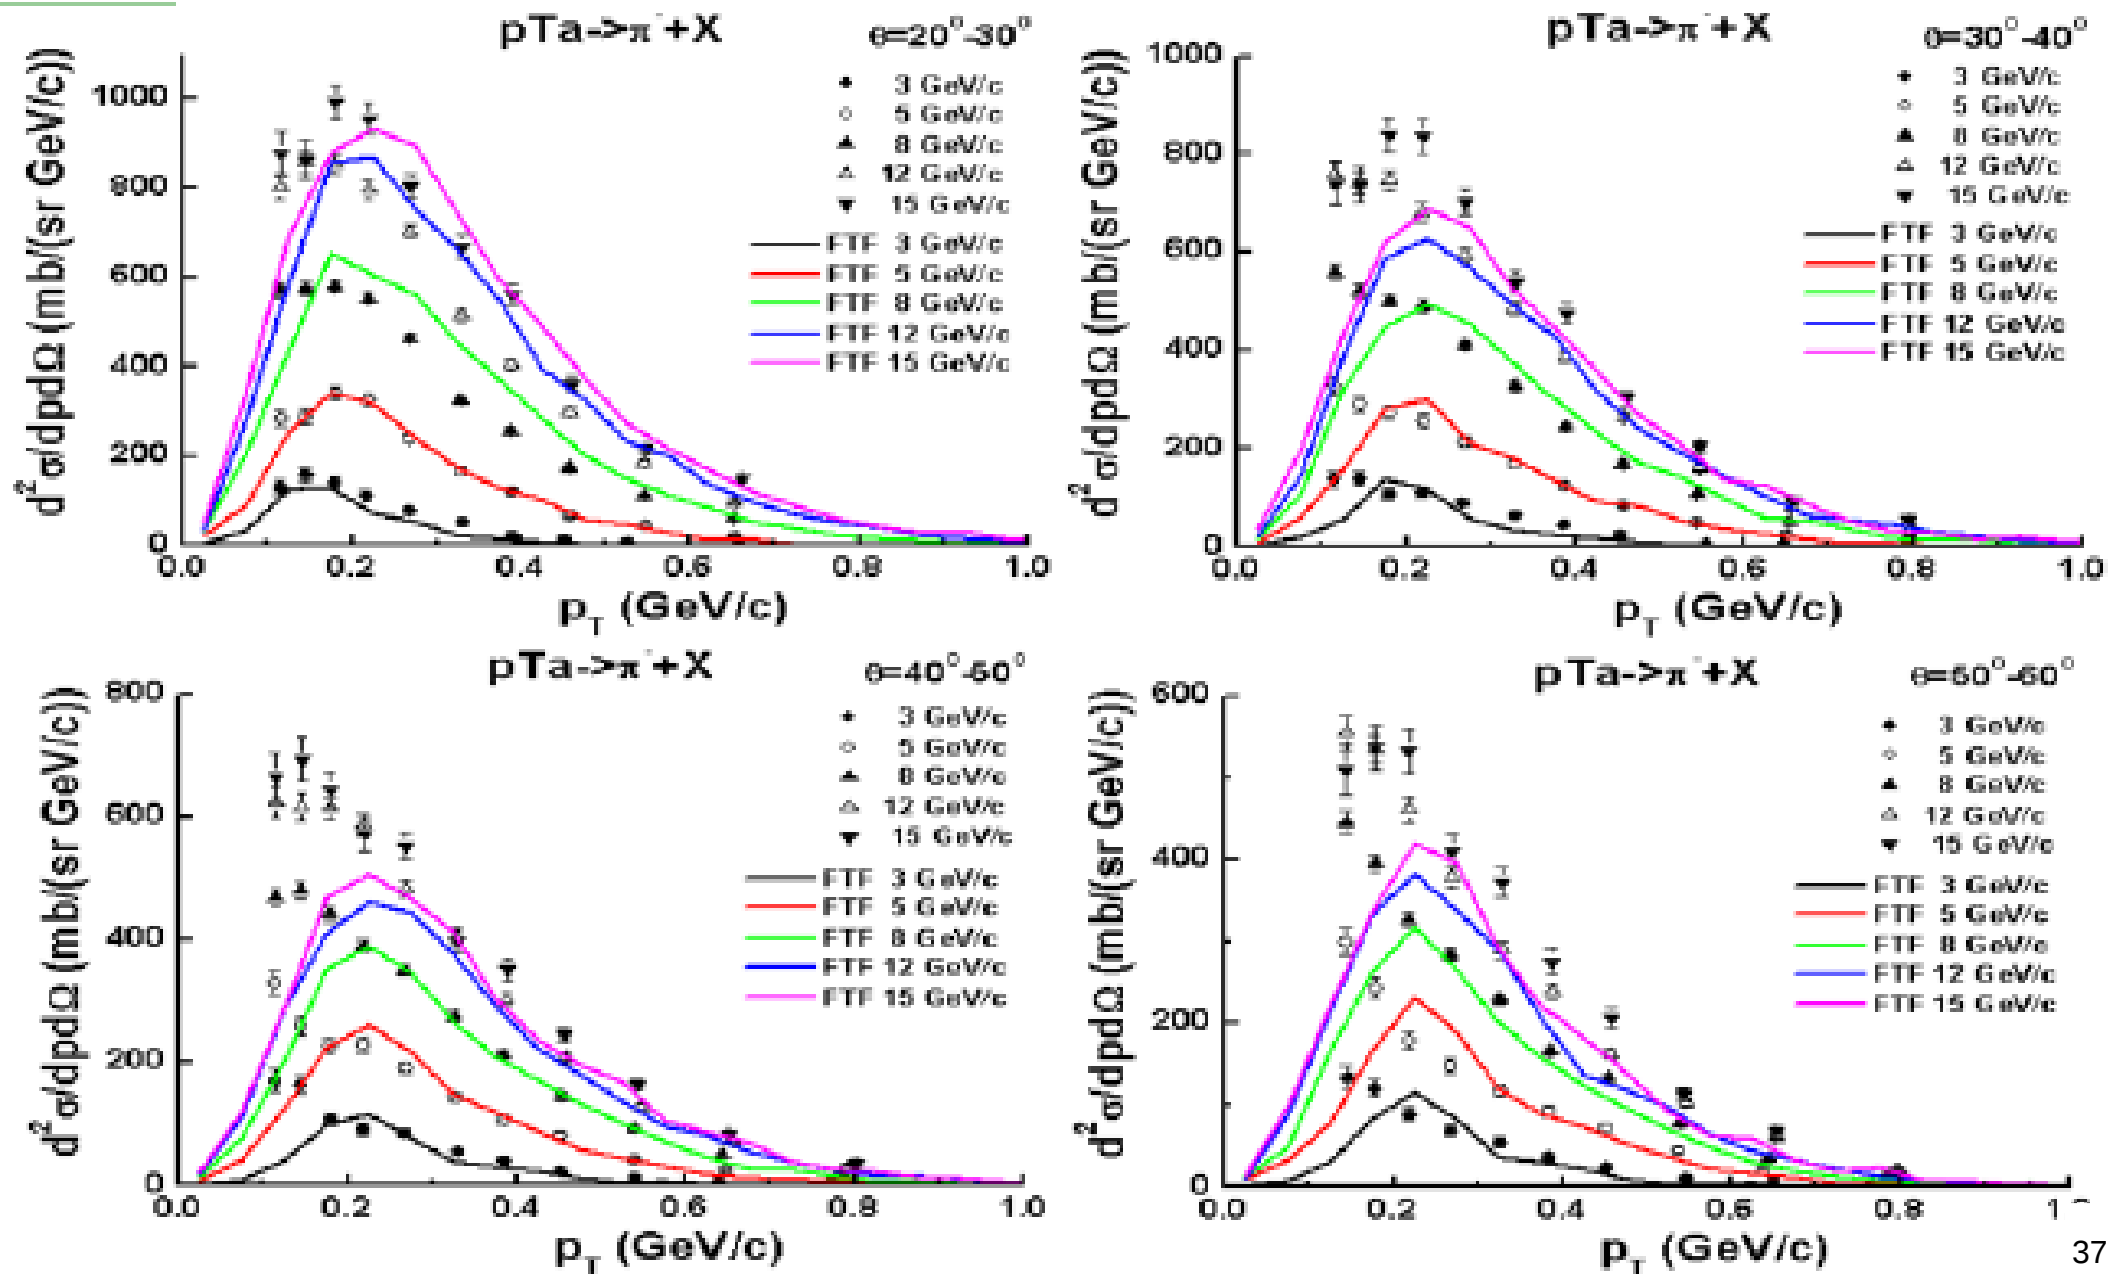 pTa->π⁻+X θ=20⁰-30⁰
d²σ/dpdΩ (mb/(sr GeV/c))
3 GeV/c
5 GeV/c
8 GeV/c
12 GeV/c
15 GeV/c
FTF 3 GeV/c
FTF 5 GeV/c
FTF 8 GeV/c
FTF 12 GeV/c
FTF 15 GeV/c
1000
800
600
400
200
0
0.0 0.2 0.4 0.6 0.8 1.0
p_T (GeV/c)
pTa->π⁻+X θ=30⁰-40⁰
d²σ/dpdΩ (mb/(sr GeV/c))
3 GeV/c
5 GeV/c
8 GeV/c
12 GeV/c
15 GeV/c
FTF 3 GeV/c
FTF 5 GeV/c
FTF 8 GeV/c
FTF 12 GeV/c
FTF 15 GeV/c
1000
800
600
400
200
0
0.0 0.2 0.4 0.6 0.8 1.0
p_T (GeV/c)
pTa->π⁻+X θ=40⁰-50⁰
d²σ/dpdΩ (mb/(sr GeV/c))
3 GeV/c
5 GeV/c
8 GeV/c
12 GeV/c
15 GeV/c
FTF 3 GeV/c
FTF 5 GeV/c
FTF 8 GeV/c
FTF 12 GeV/c
FTF 15 GeV/c
800
600
400
200
0
0.0 0.2 0.4 0.6 0.8 1.0
p_T (GeV/c)
pTa->π⁻+X θ=50⁰-60⁰
d²σ/dpdΩ (mb/(sr GeV/c))
3 GeV/c
5 GeV/c
8 GeV/c
12 GeV/c
15 GeV/c
FTF 3 GeV/c
FTF 5 GeV/c
FTF 8 GeV/c
FTF 12 GeV/c
FTF 15 GeV/c
600
400
200
0
0.0 0.2 0.4 0.6 0.8
p_T (GeV/c)
37